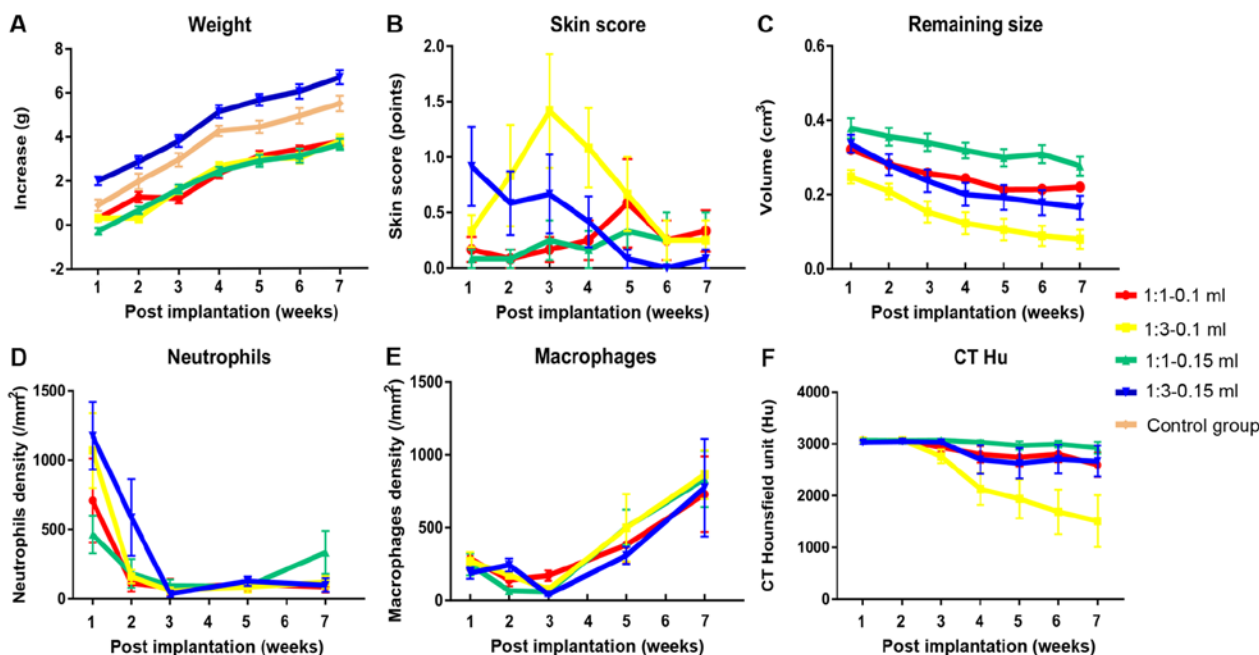 A Weight
Increase (g)
8
6
4
2
0
-2
1 2 3 4 5 6 7
Post implantation (weeks)
B Skin score
Skin score (points)
2.0
1.5
1.0
0.5
0.0
1 2 3 4 5 6 7
Post implantation (weeks)
C Remaining size
Volume (cm³)
0.6
0.4
0.2
0.0
1 2 3 4 5 6 7
Post implantation (weeks)
1:1-0.1 ml
1:3-0.1 ml
1:1-0.15 ml
1:3-0.15 ml
Control group
D Neutrophils
Neutrophils density (/mm²)
1500
1000
500
0
1 2 3 4 5 6 7
Post implantation (weeks)
E Macrophages
Macrophages density (/mm²)
1500
1000
500
0
1 2 3 4 5 6 7
Post implantation (weeks)
F CT Hu
CT Hounsfield unit (Hu)
4000
3000
2000
1000
0
1 2 3 4 5 6 7
Post implantation (weeks)